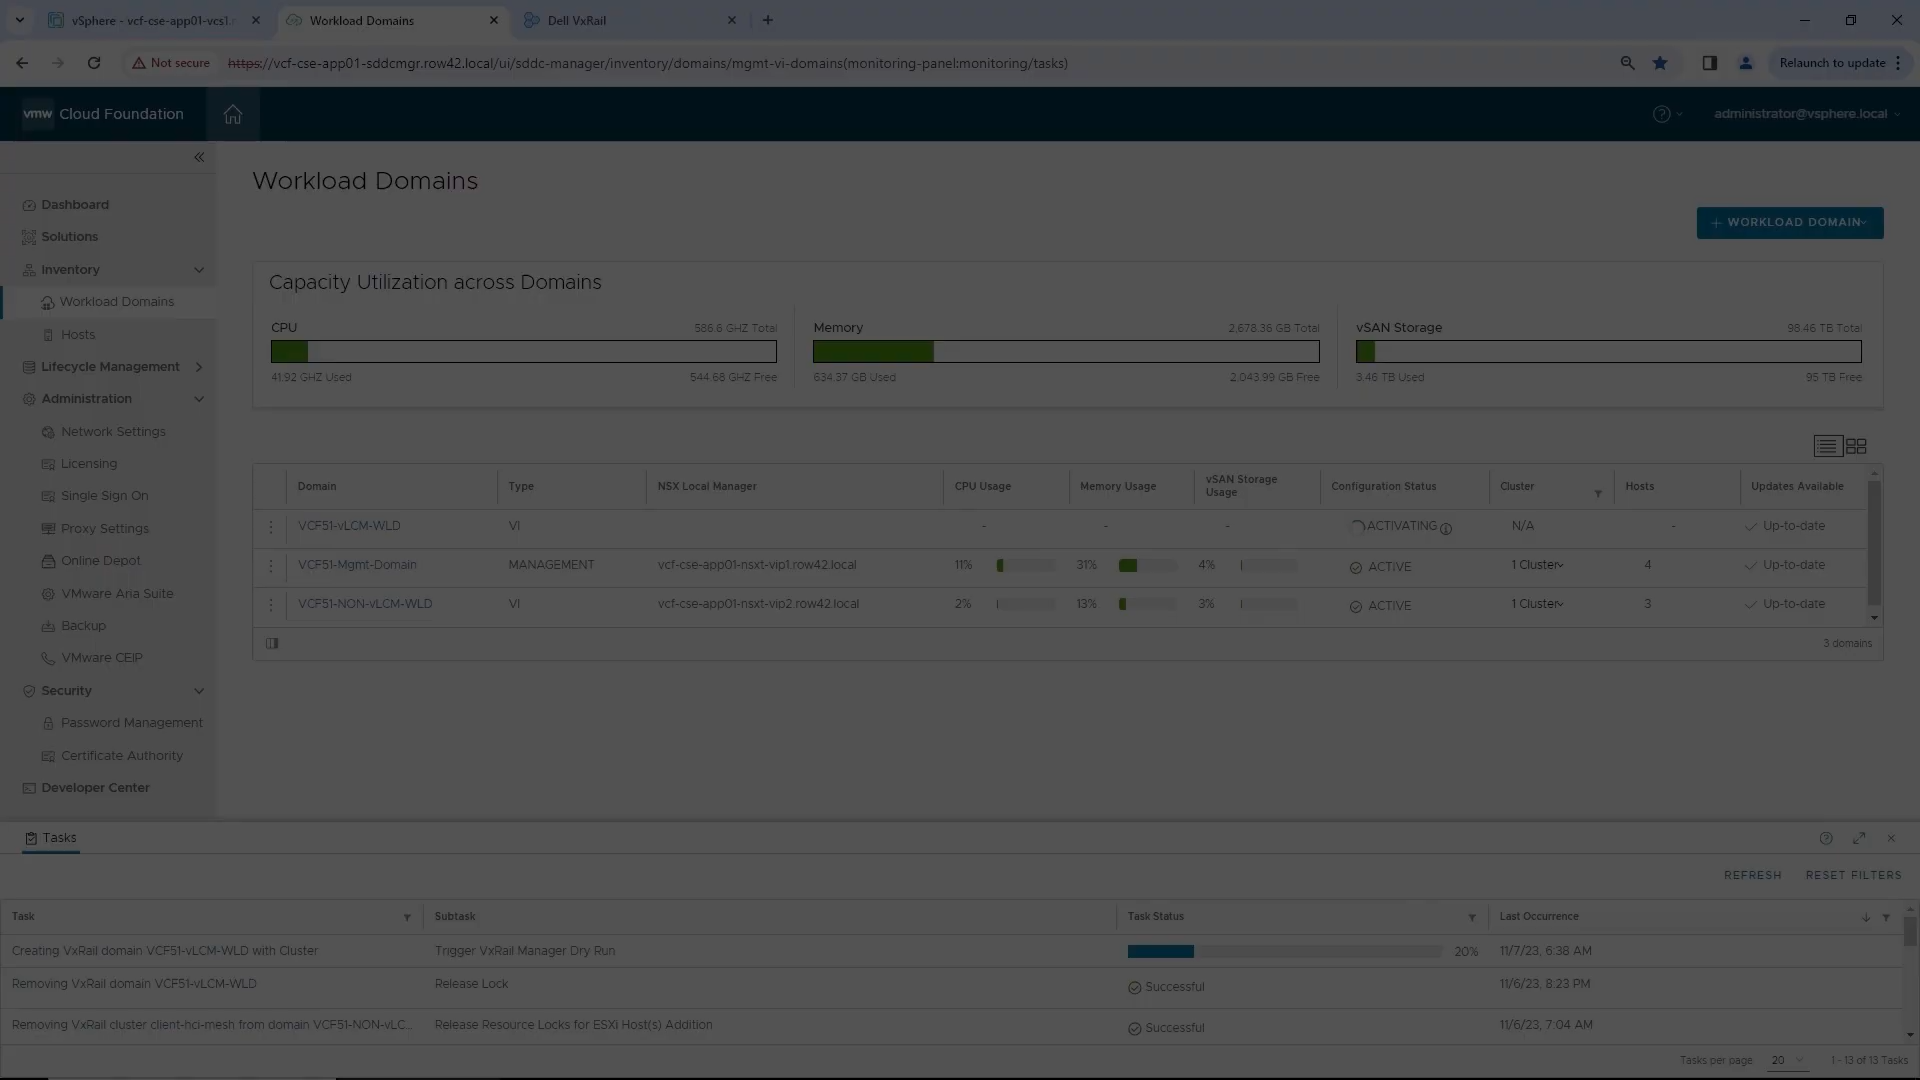 vSphere - vcf-cse-app01-vcs1.
Workload Domains
Dell VxRail
Not secure
https://vcf-cse-app01-sddcmgr.row42.local/ui/sddc-manager/inventory/domains/mgmt-vi-domains(monitoring-panel:monitoring/tasks)
Relaunch to update
vmw Cloud Foundation
administrator@vsphere.local
Dashboard
Solutions
Inventory
Workload Domains
Hosts
Lifecycle Management
Administration
Network Settings
Licensing
Single Sign On
Proxy Settings
Online Depot
VMware Aria Suite
Backup
VMware CEIP
Security
Password Management
Certificate Authority
Developer Center
Workload Domains
+ WORKLOAD DOMAIN
Capacity Utilization across Domains
CPU 586.6 GHZ Total
41.92 GHZ Used 544.68 GHZ Free
Memory 2,678.36 GB Total
634.37 GB Used 2,043.99 GB Free
vSAN Storage 98.46 TB Total
3.46 TB Used 95 TB Free
Domain Type NSX Local Manager CPU Usage Memory Usage vSAN Storage Usage Configuration Status Cluster Hosts Updates Available
VCF51-vLCM-WLD VI - - - ACTIVATING N/A - Up-to-date
VCF51-Mgmt-Domain MANAGEMENT vcf-cse-app01-nsxt-vip1.row42.local 11% 31% 4% ACTIVE 1 Cluster 4 Up-to-date
VCF51-NON-vLCM-WLD VI vcf-cse-app01-nsxt-vip2.row42.local 2% 13% 3% ACTIVE 1 Cluster 3 Up-to-date
3 domains
Tasks
REFRESH RESET FILTERS
Task Subtask Task Status Last Occurrence
Creating VxRail domain VCF51-vLCM-WLD with Cluster Trigger VxRail Manager Dry Run 20% 11/7/23, 6:38 AM
Removing VxRail domain VCF51-vLCM-WLD Release Lock Successful 11/6/23, 8:23 PM
Removing VxRail cluster client-hci-mesh from domain VCF51-NON-vLC... Release Resource Locks for ESXi Host(s) Addition Successful 11/6/23, 7:04 AM
Tasks per page 20 1 - 13 of 13 Tasks